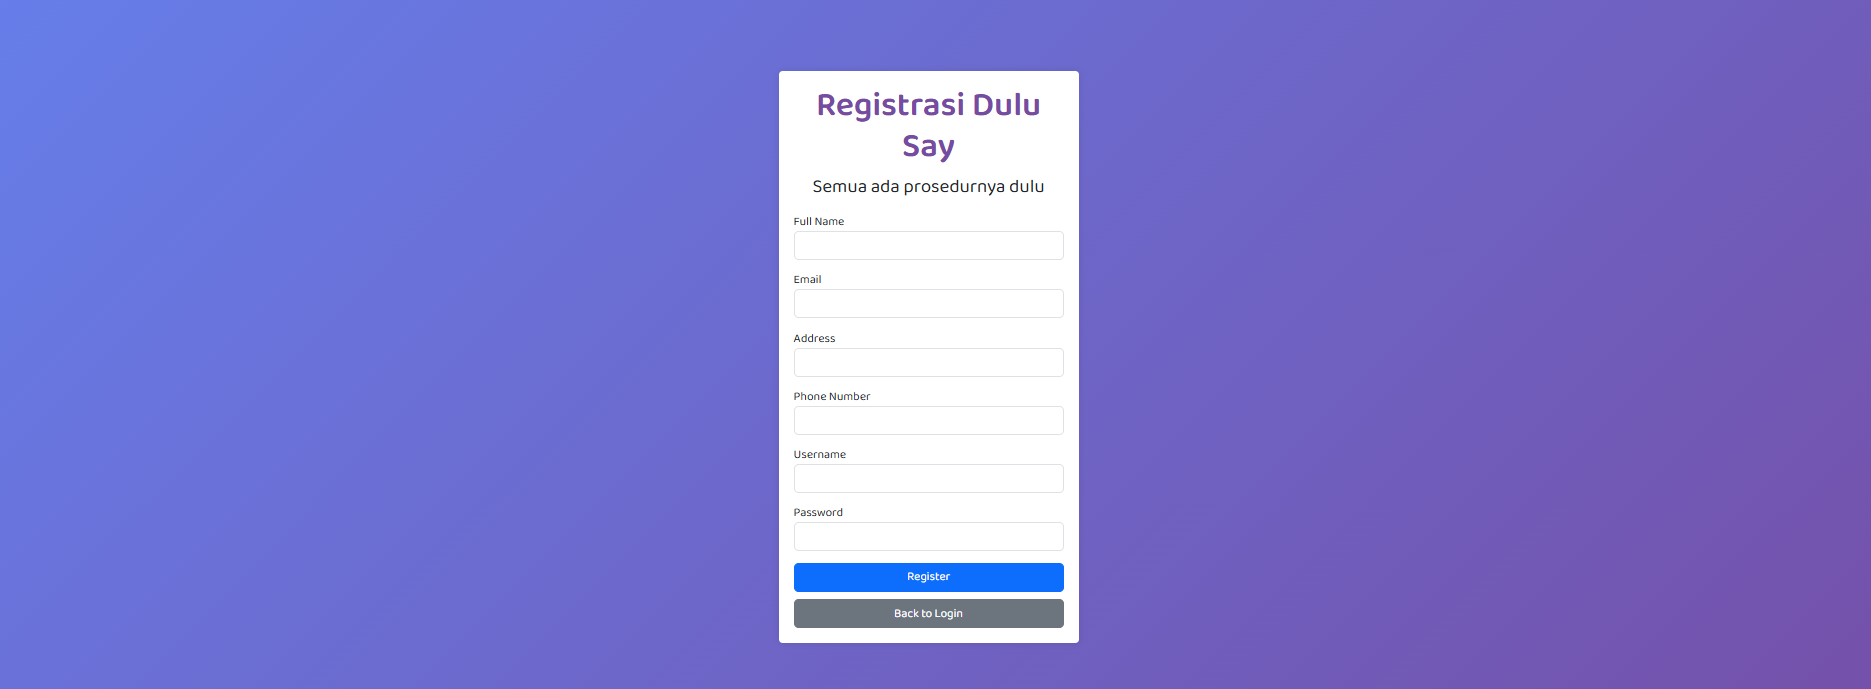 Registrasi Dulu
Say
Semua ada prosedurnya dulu
Full Name
Email
Address
Phone Number
Username
Password
Register
Back to Login